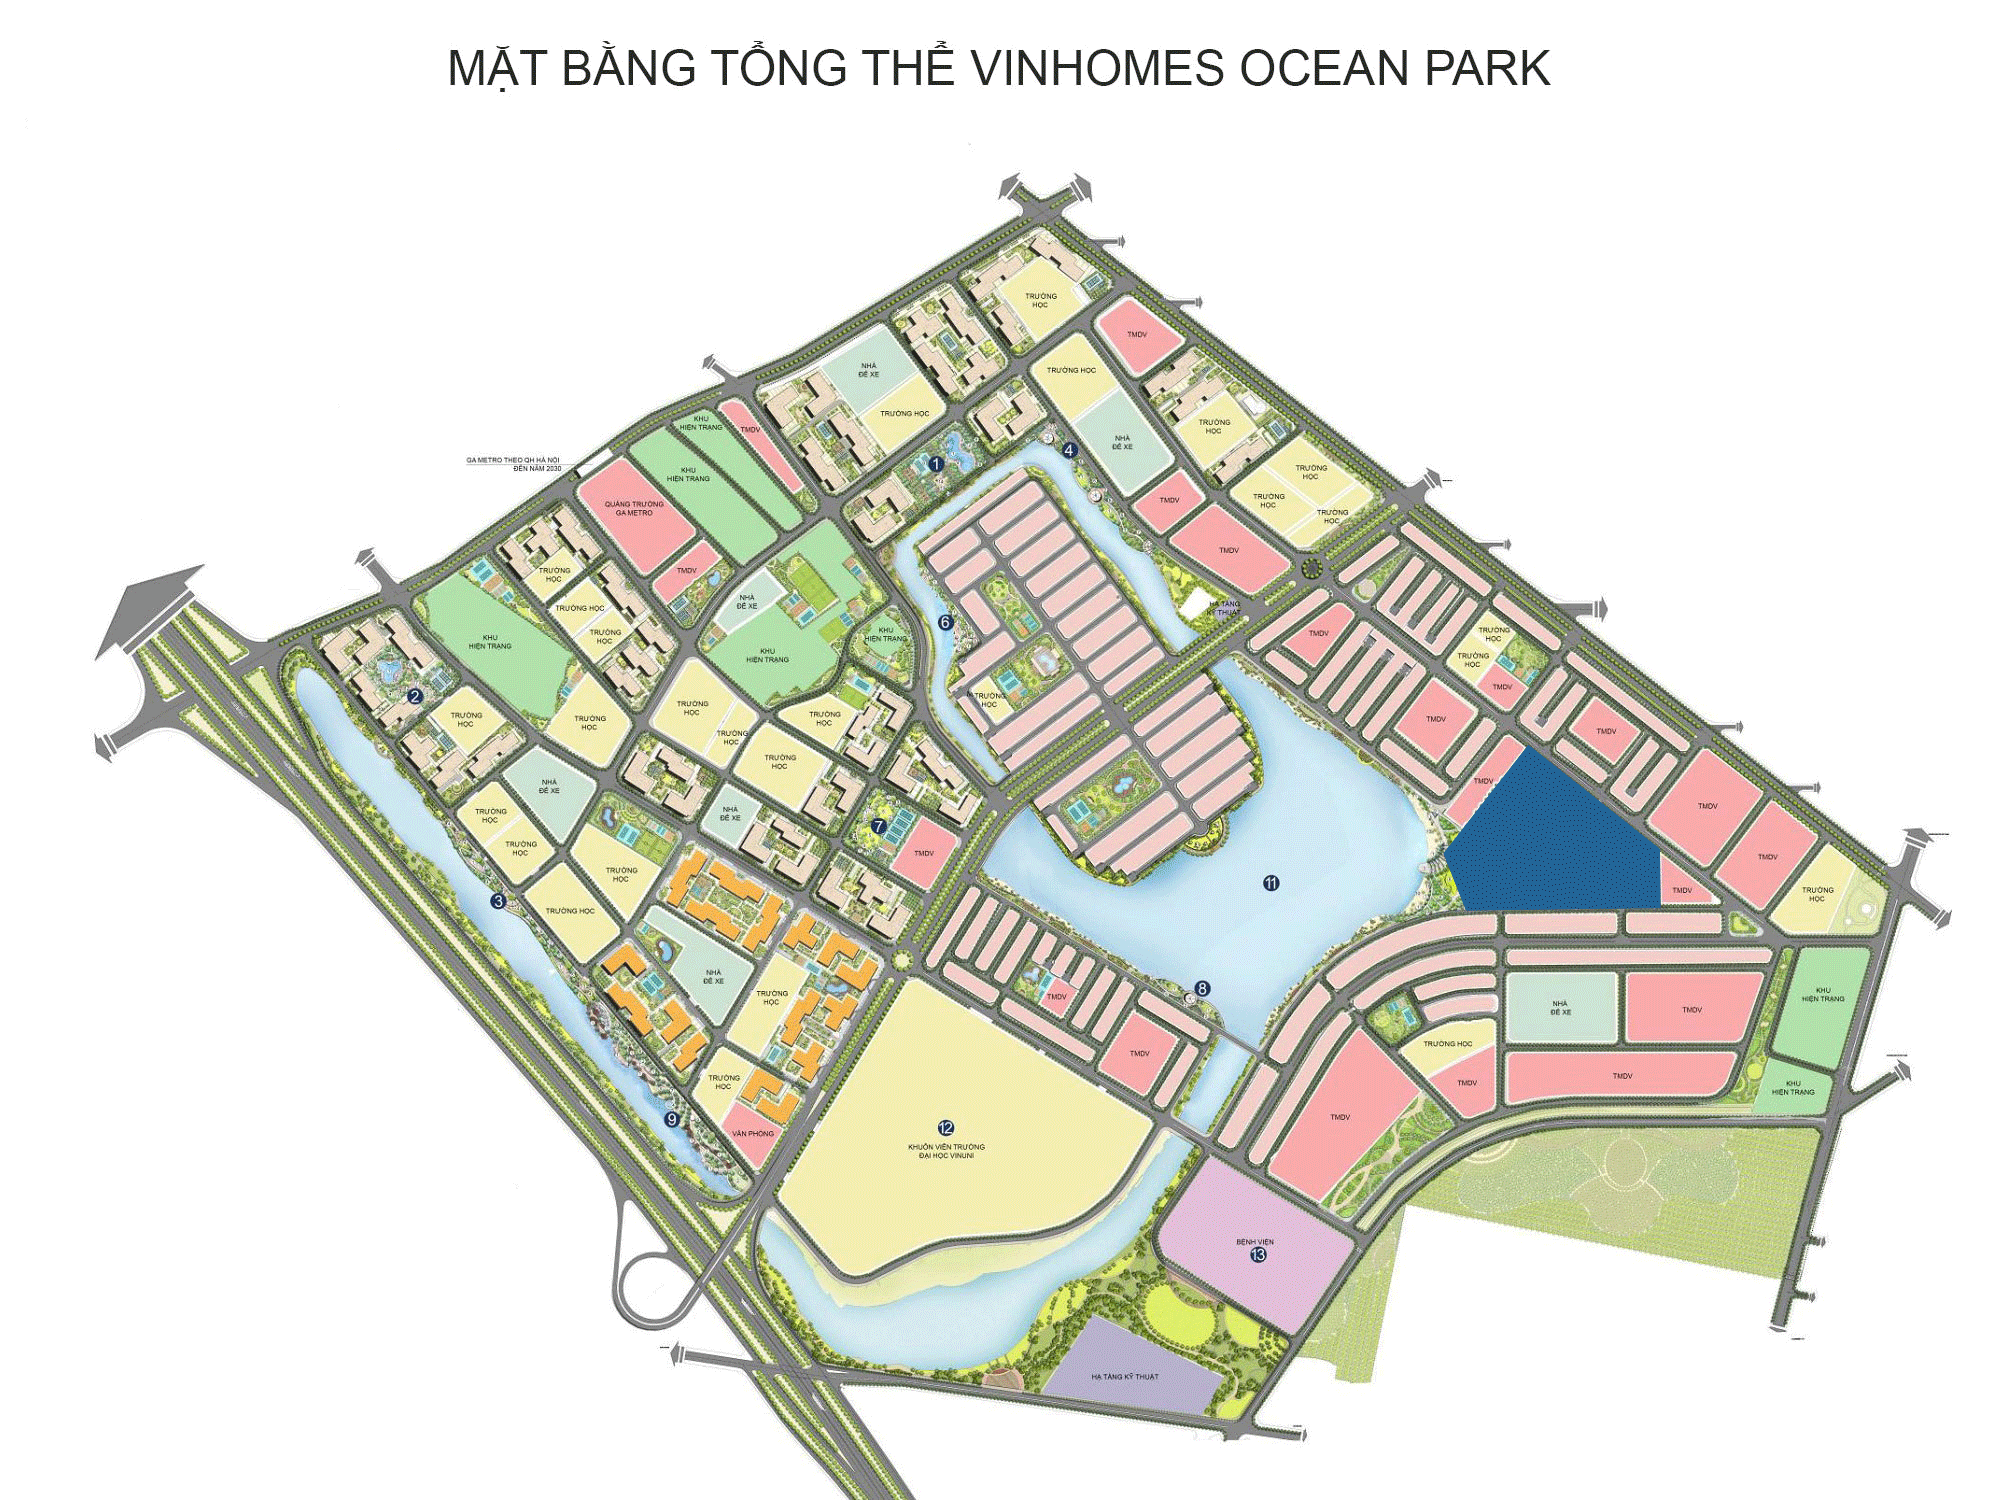 MẶT BẰNG TỔNG THỂ VINHOMES OCEAN PARK
TRƯỜNG
HỌC
TMDV
NHÀ
ĐỂ XE
TRƯỜNG HỌC
TRƯỜNG HỌC
KHU
HIỆN TRẠNG
TMDV
TRƯỜNG
HỌC
NHÀ
ĐỂ XE
4
1
GA METRO THEO QH HÀ NỘI
ĐẾN NĂM 2030
KHU
HIỆN TRẠNG
TRƯỜNG
HỌC
TRƯỜNG
HỌC
TRƯỜNG
HỌC
TMDV
QUẢNG TRƯỜNG
GA METRO
TMDV
TRƯỜNG
HỌC
TMDV
NHÀ
ĐỂ XE
HẠ TẦNG
KỸ THUẬT
TRƯỜNG HỌC
6
KHU
HIỆN TRẠNG
TRƯỜNG
HỌC
KHU
HIỆN TRẠNG
KHU
HIỆN TRẠNG
TMDV
TRƯỜNG
HỌC
TRƯỜNG
HỌC
TMDV
2
TRƯỜNG
HỌC
TRƯỜNG
HỌC
TRƯỜNG
HỌC
TRƯỜNG
HỌC
TRƯỜNG
HỌC
TRƯỜNG
HỌC
TMDV
TMDV
TRƯỜNG
HỌC
NHÀ
ĐỂ XE
TMDV
TMDV
NHÀ
ĐỂ XE
TRƯỜNG
HỌC
7
TRƯỜNG
HỌC
TMDV
TMDV
TRƯỜNG
HỌC
11
TMDV
TRƯỜNG
HỌC
3
TRƯỜNG HỌC
NHÀ
ĐỂ XE
TRƯỜNG
HỌC
TMDV
8
NHÀ
ĐỂ XE
TMDV
KHU
HIỆN TRẠNG
TRƯỜNG HỌC
TMDV
TRƯỜNG
HỌC
TMDV
TMDV
KHU
HIỆN TRẠNG
9
VĂN PHÒNG
TMDV
12
KHUÔN VIÊN TRƯỜNG
ĐẠI HỌC VINUNI
BỆNH VIỆN
13
HẠ TẦNG KỸ THUẬT